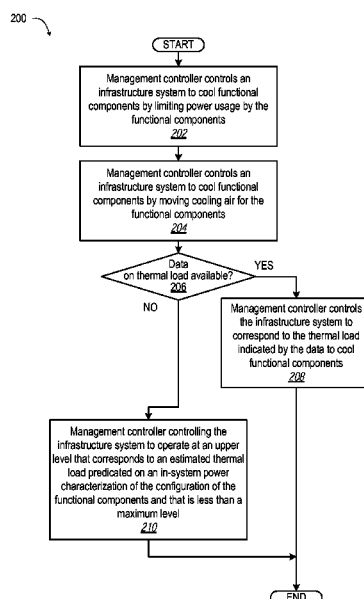 200
START
Management controller controls an
infrastructure system to cool functional
components by limiting power usage by the
functional components
202
Management controller controls an
infrastructure system to cool functional
components by moving cooling air for the
functional components
204
Data
on thermal load available?
206
YES
NO
Management controller controls
the infrastructure system to
correspond to the thermal load
indicated by the data to cool
functional components
208
Management controller controlling the
infrastructure system to operate at an upper
level that corresponds to an estimated thermal
load predicated on an in-system power
characterization of the configuration of the
functional components and that is less than a
maximum level
210
END